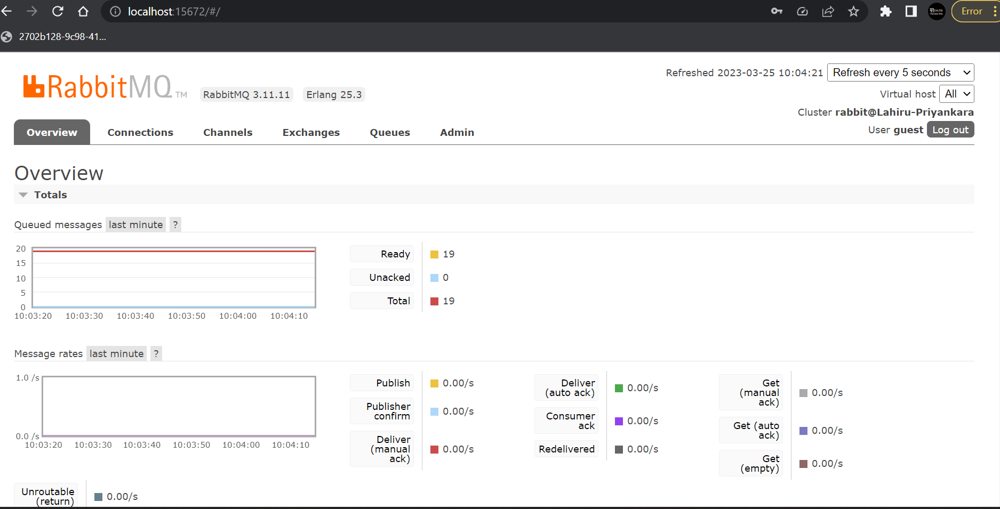 localhost:15672/#/
Error
2702b128-9c98-41...
RabbitMQ TM
RabbitMQ 3.11.11
Erlang 25.3
Refreshed 2023-03-25 10:04:21
Refresh every 5 seconds
Virtual host All
Cluster rabbit@Lahiru-Priyankara
User guest Log out
Overview Connections Channels Exchanges Queues Admin
Overview
Totals
Queued messages last minute ?
20
15
10
5
0
10:03:20 10:03:30 10:03:40 10:03:50 10:04:00 10:04:10
Ready 19
Unacked 0
Total 19
Message rates last minute ?
1.0 /s
0.0 /s
10:03:20 10:03:30 10:03:40 10:03:50 10:04:00 10:04:10
Publish 0.00/s
Publisher
confirm 0.00/s
Deliver
(manual
ack) 0.00/s
Deliver
(auto ack) 0.00/s
Consumer
ack 0.00/s
Redelivered 0.00/s
Get
(manual
ack) 0.00/s
Get (auto
ack) 0.00/s
Get
(empty) 0.00/s
Unroutable
(return) 0.00/s